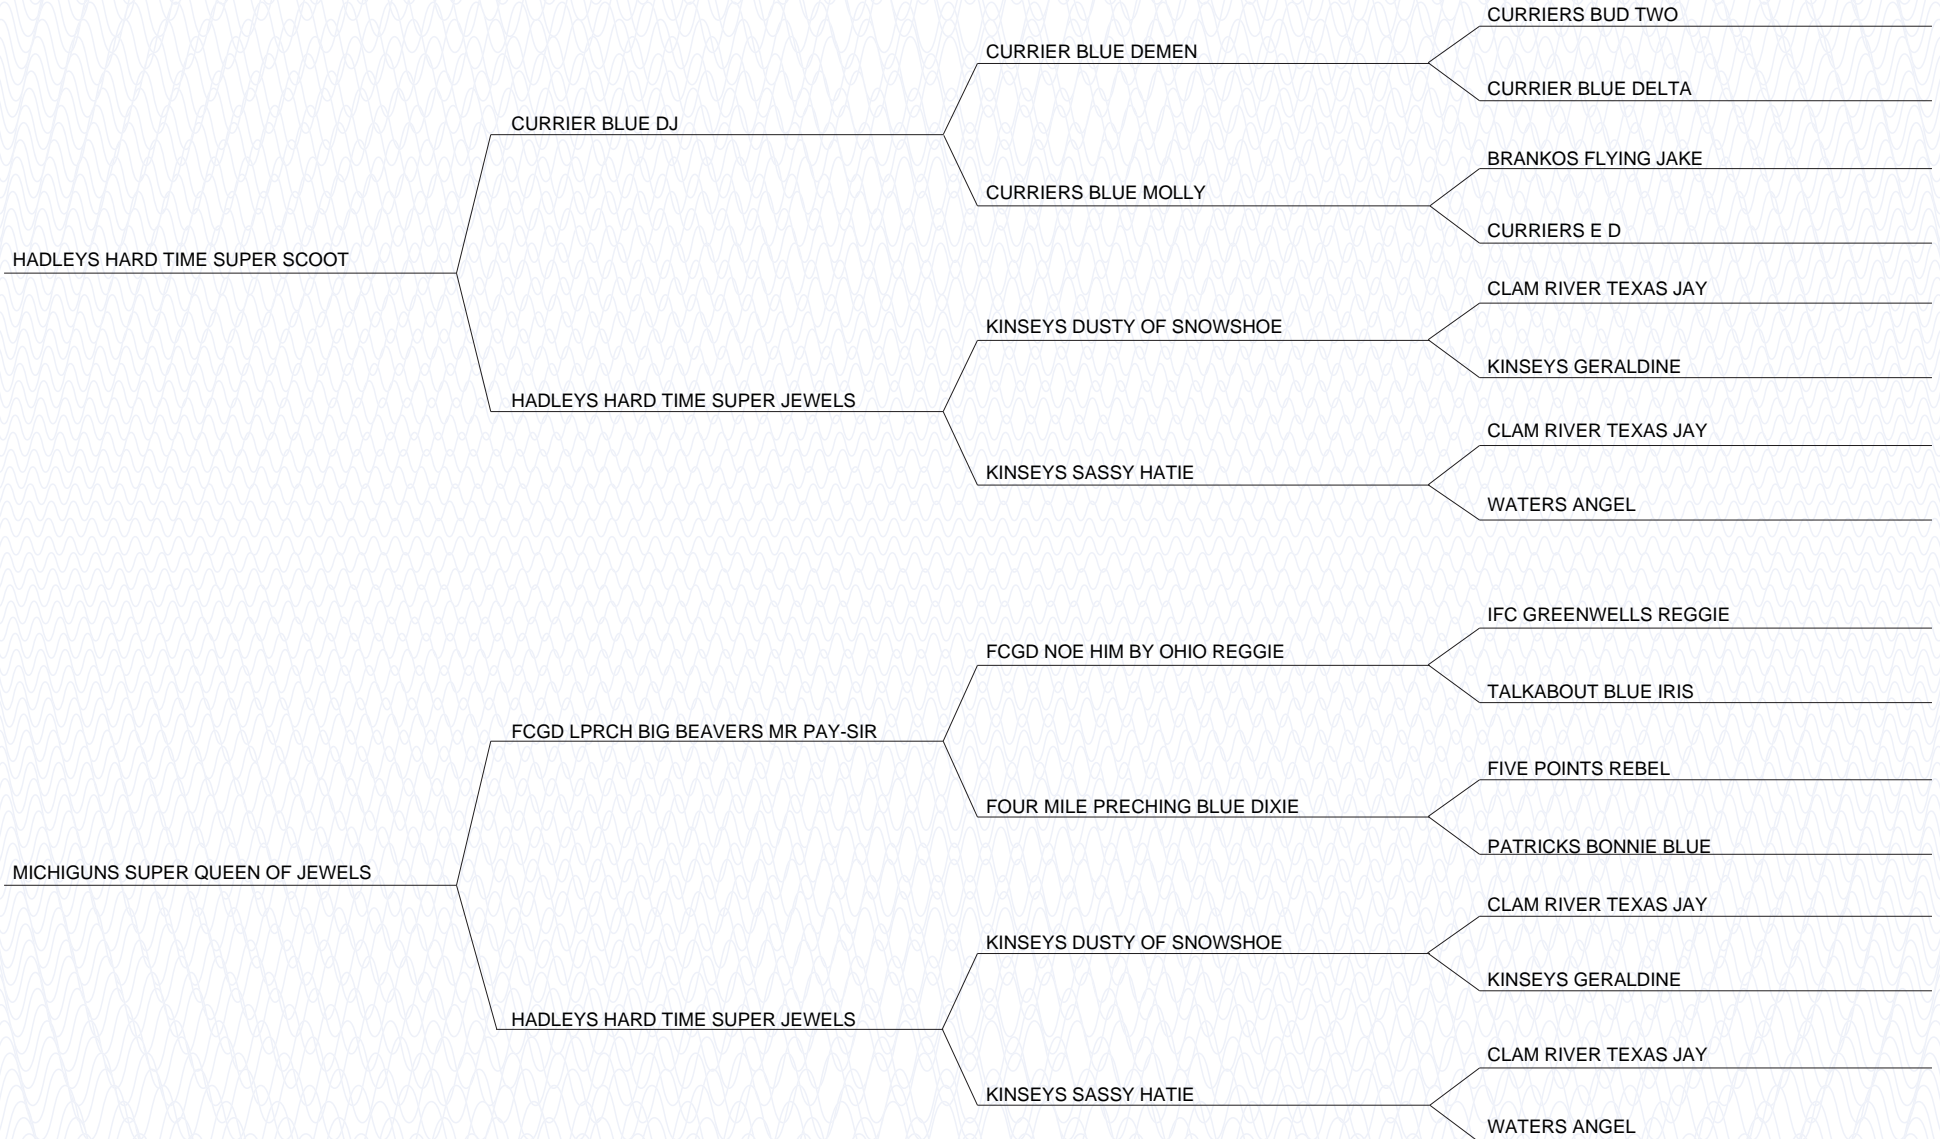 CURRIERS BUD TWO
CURRIER BLUE DEMEN
CURRIER BLUE DELTA
CURRIER BLUE DJ
BRANKOS FLYING JAKE
CURRIERS BLUE MOLLY
CURRIERS E D
HADLEYS HARD TIME SUPER SCOOT
CLAM RIVER TEXAS JAY
KINSEYS DUSTY OF SNOWSHOE
KINSEYS GERALDINE
HADLEYS HARD TIME SUPER JEWELS
CLAM RIVER TEXAS JAY
KINSEYS SASSY HATIE
WATERS ANGEL
IFC GREENWELLS REGGIE
FCGD NOE HIM BY OHIO REGGIE
TALKABOUT BLUE IRIS
FCGD LPRCH BIG BEAVERS MR PAY-SIR
FIVE POINTS REBEL
FOUR MILE PRECHING BLUE DIXIE
PATRICKS BONNIE BLUE
MICHIGUNS SUPER QUEEN OF JEWELS
CLAM RIVER TEXAS JAY
KINSEYS DUSTY OF SNOWSHOE
KINSEYS GERALDINE
HADLEYS HARD TIME SUPER JEWELS
CLAM RIVER TEXAS JAY
KINSEYS SASSY HATIE
WATERS ANGEL